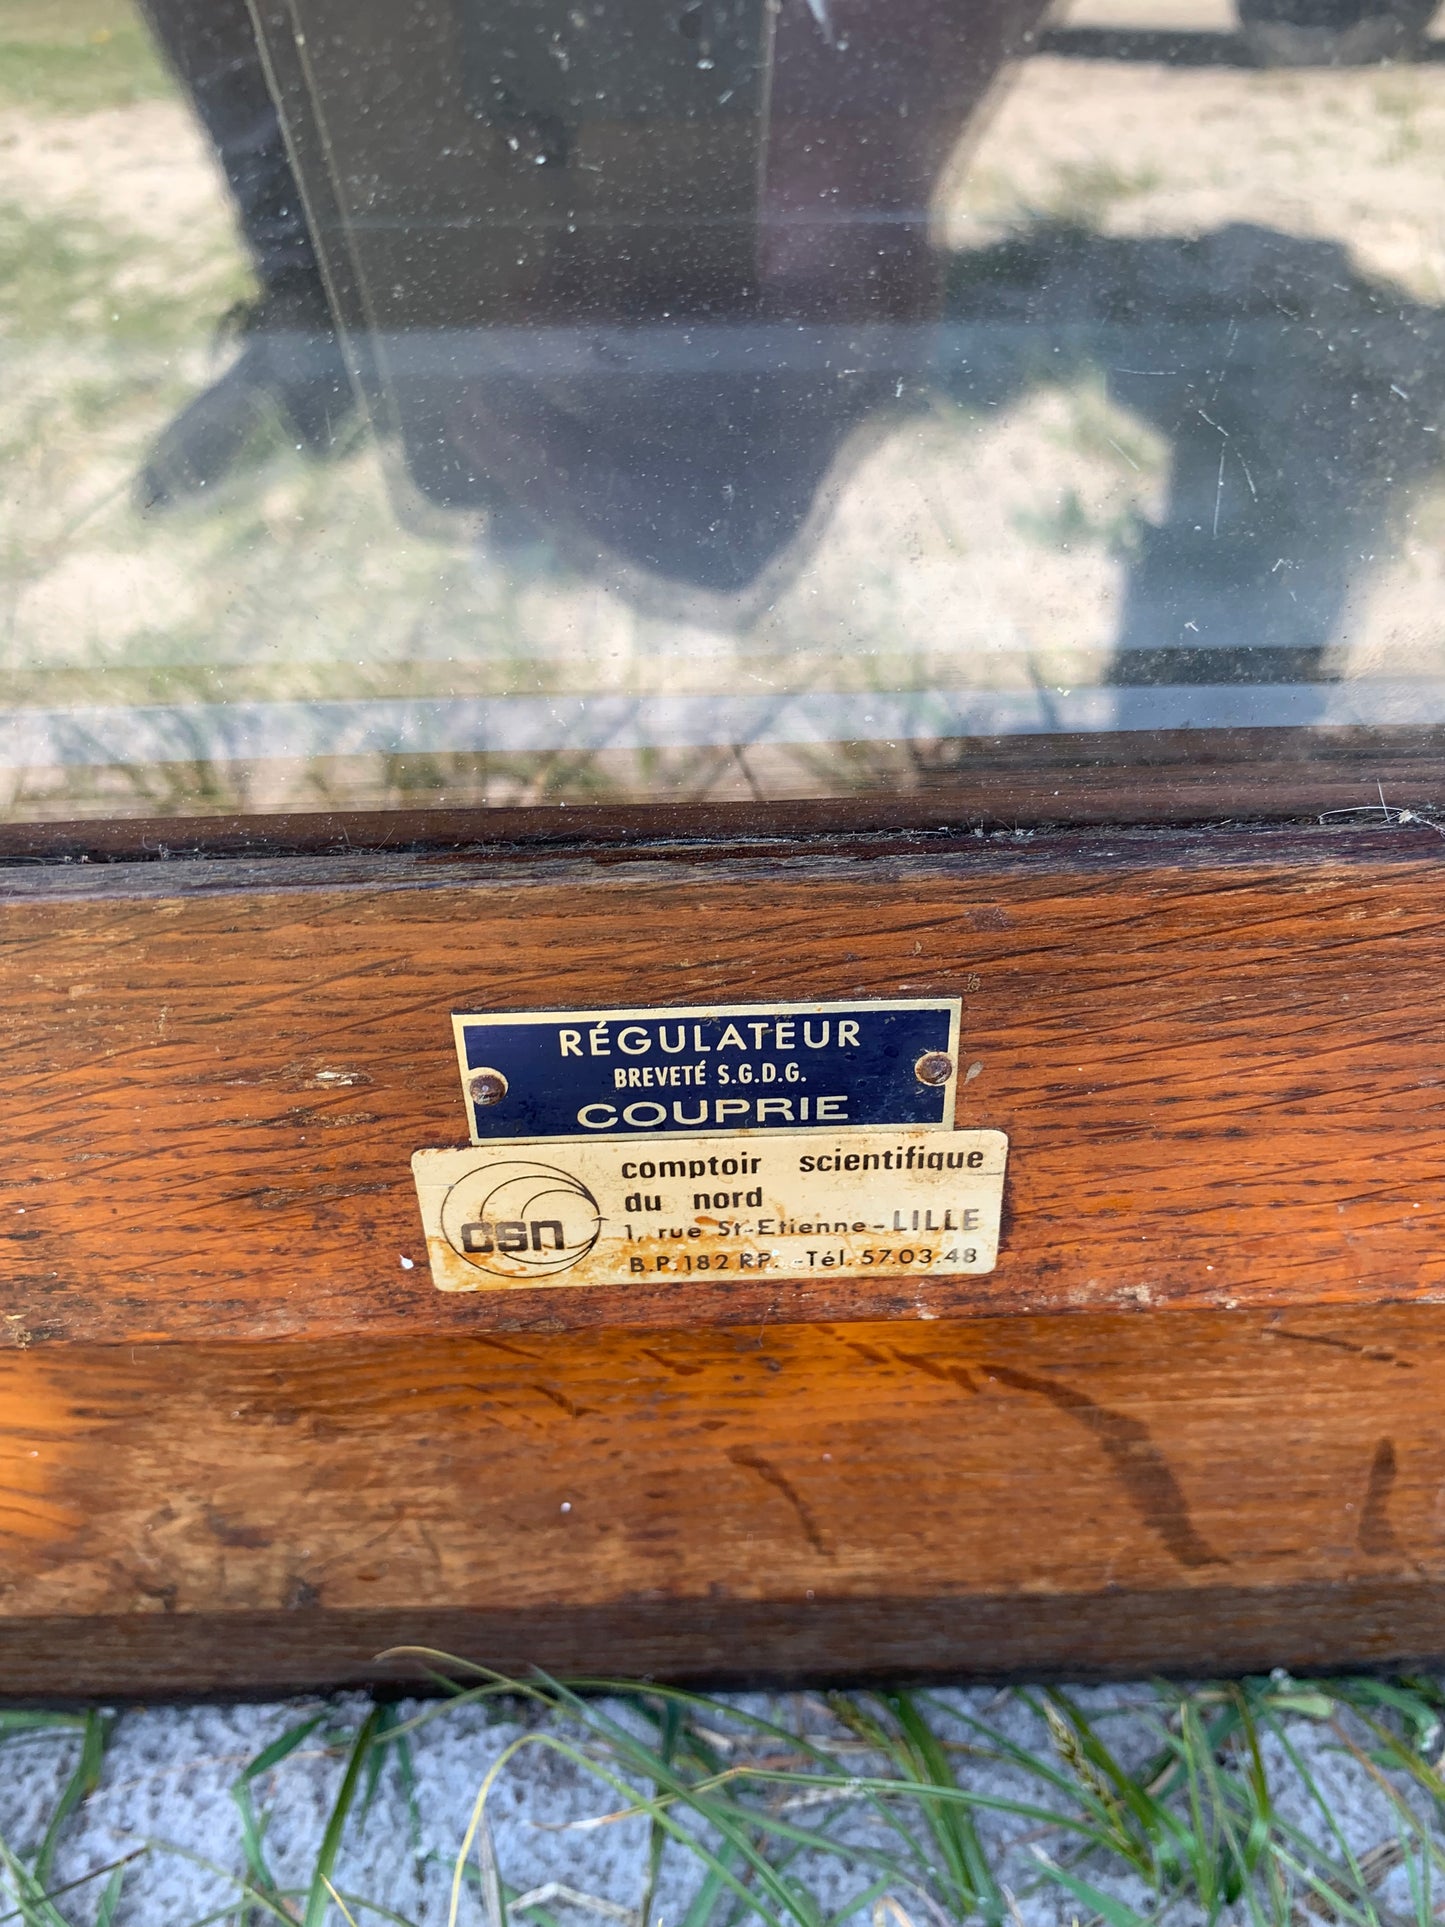 RÉGULATEUR
BREVETÉ S.G.D.G.
COUPRIE
csn
comptoir scientifique
du nord
1, rue St-Etienne-LILLE
B.P. 182 RP. -Tél. 57.03.48